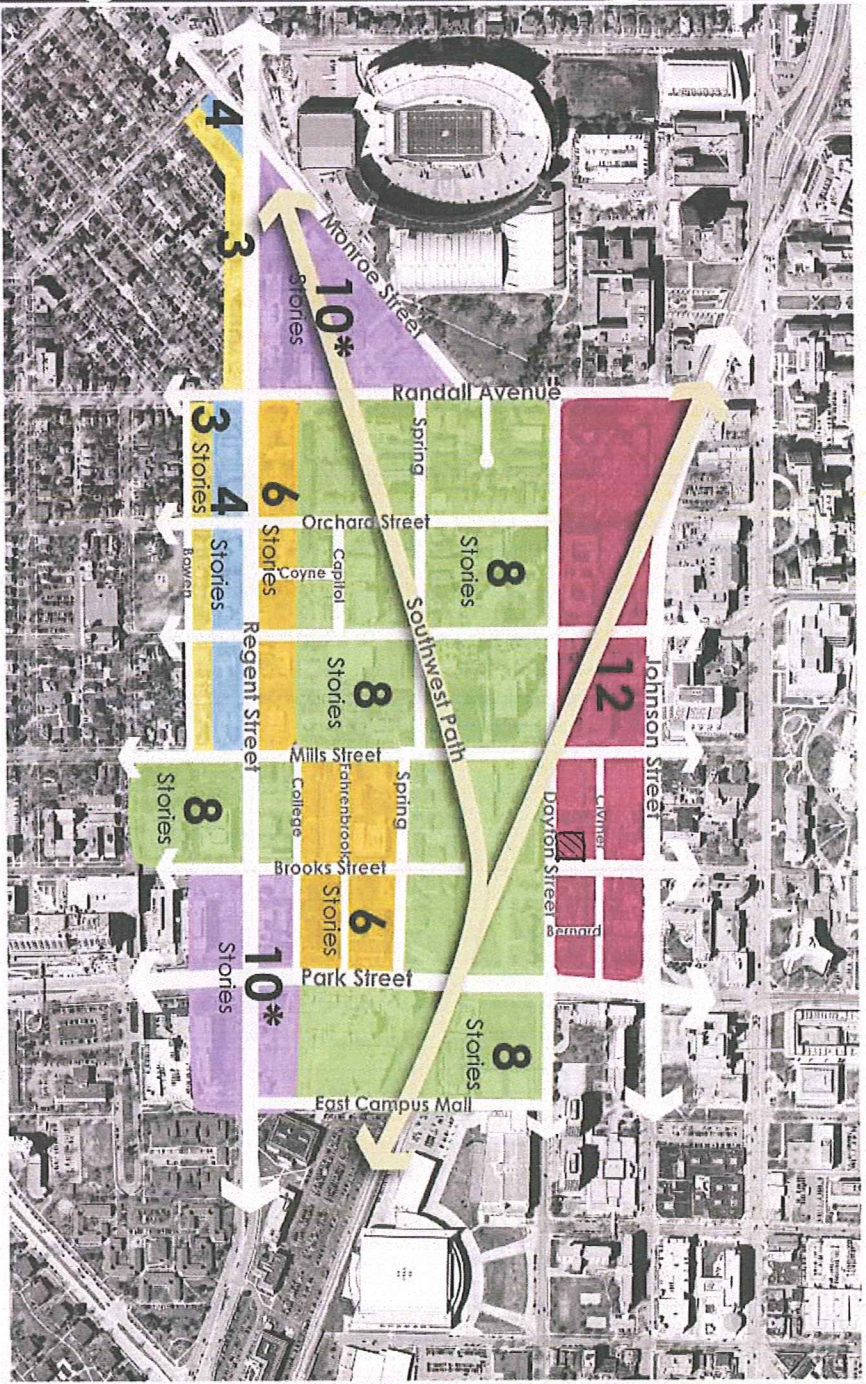 Johnson Street
12
Clymer
Dayton Street
Bernard
8
Stories
8
Stories
Southwest Path
Spring
Spring
Monroe Street
10*
Stories
Randall Avenue
Orchard Street
Capitol
Coyne
8
Stories
Mills Street
Fahrenbrook
College
Brooks Street
6
Stories
Park Street
East Campus Mall
6
Stories
Regent Street
10*
Stories
4
3
4
Stories
3
Stories
Bowen
8
Stories